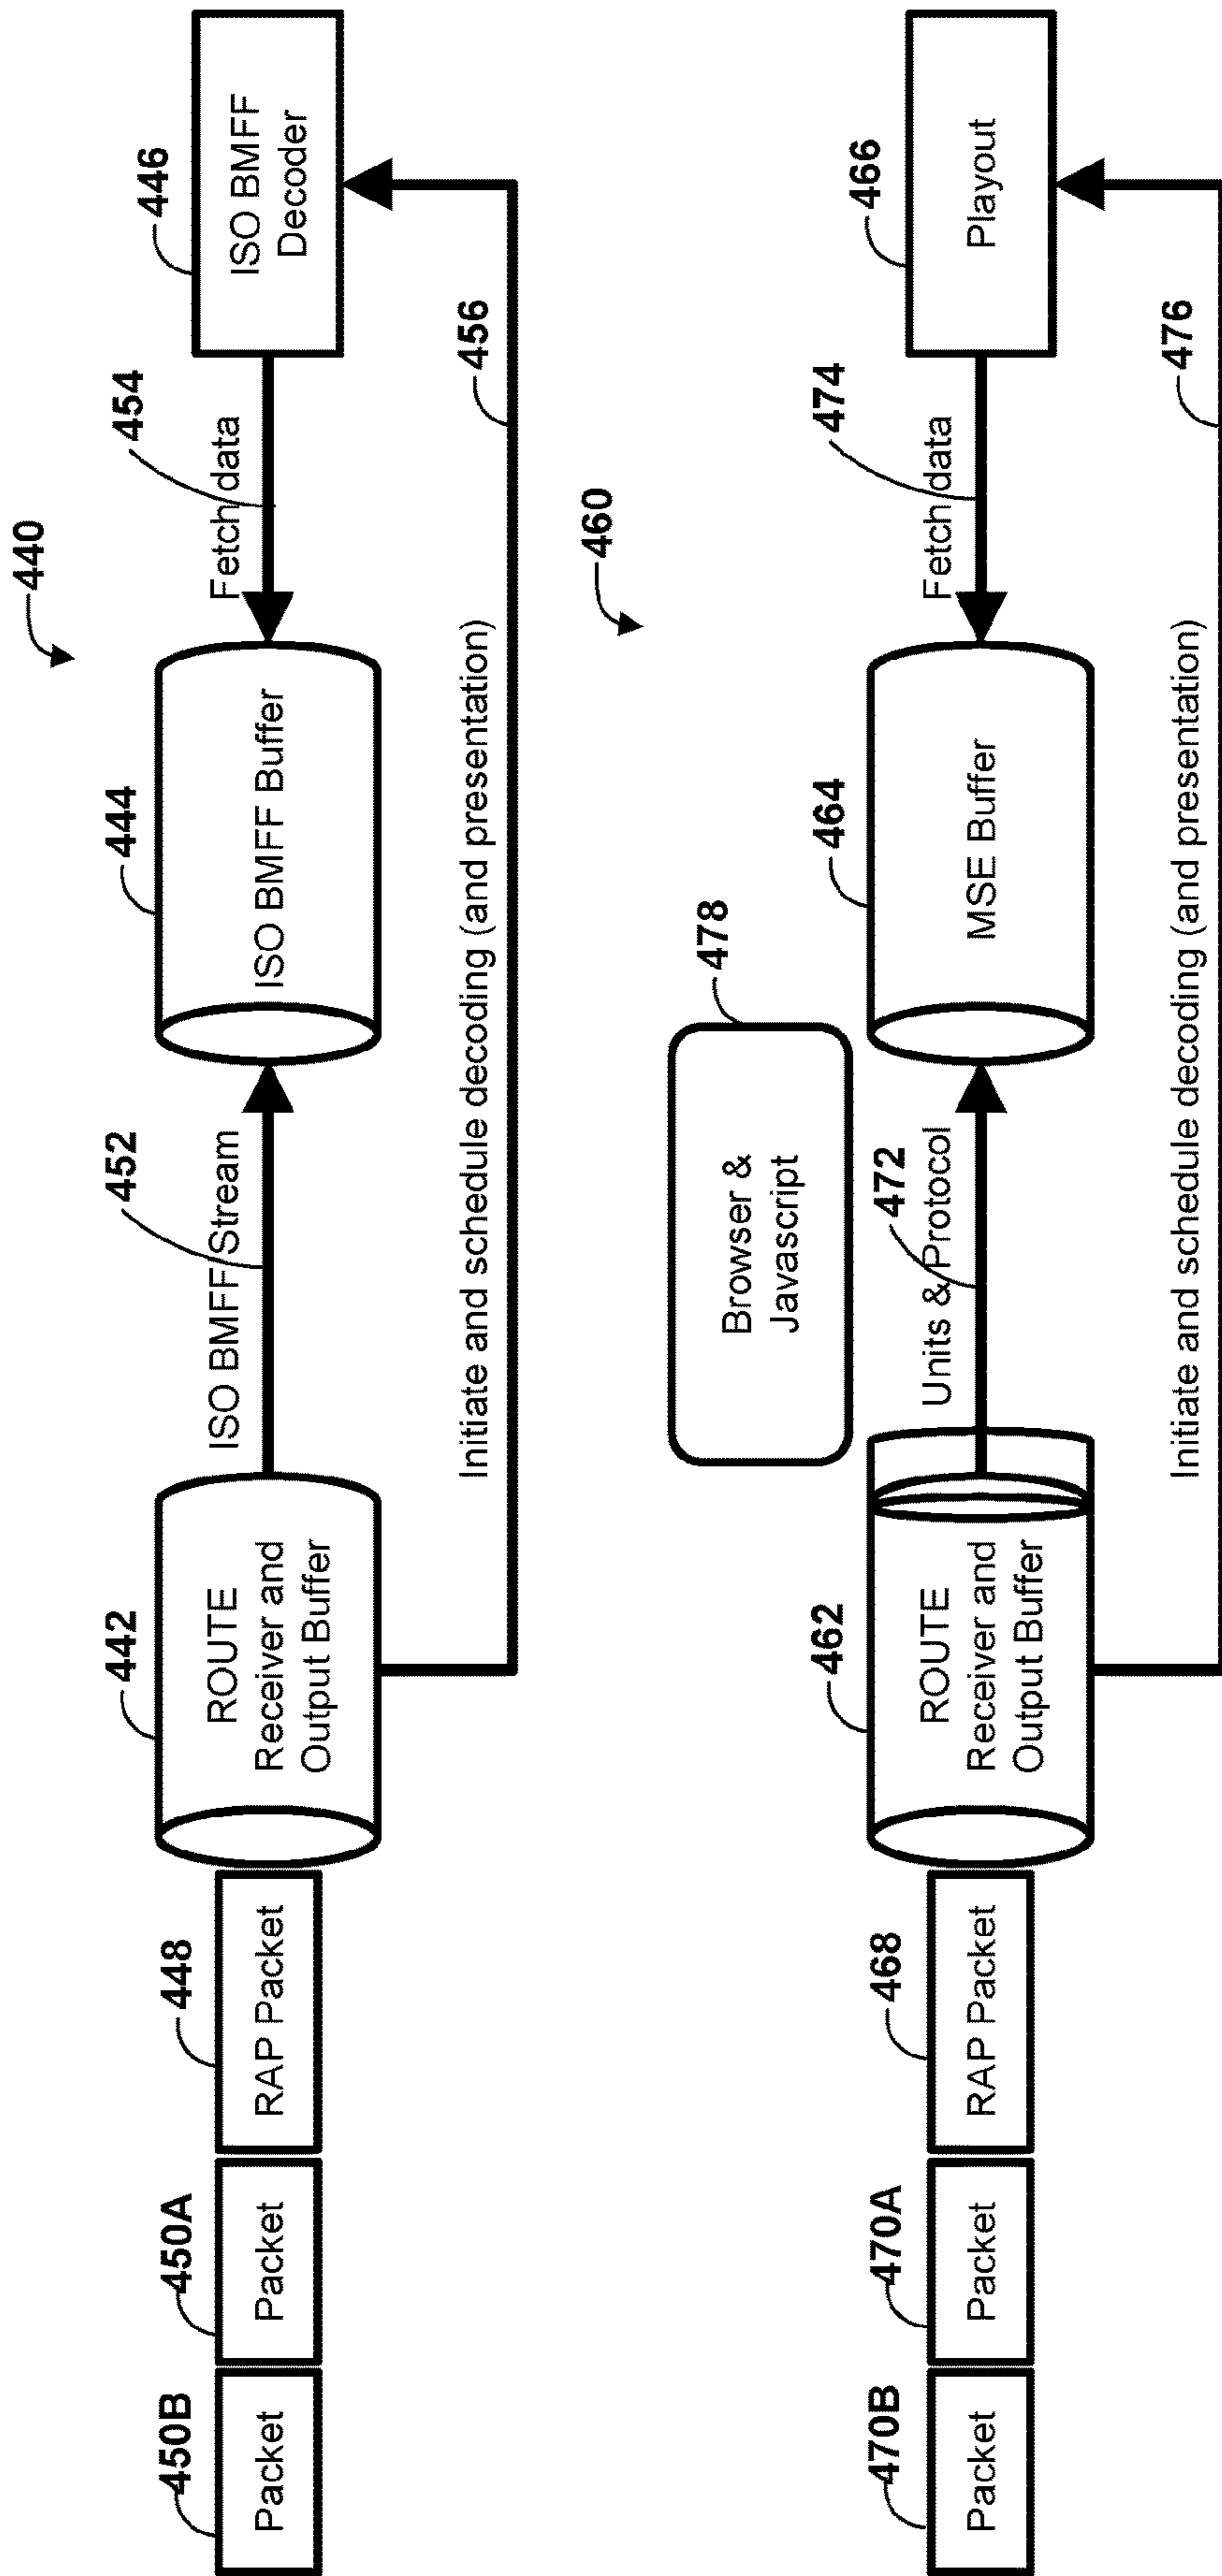 440
450B
450A
448
442
452
444
454
446
Packet
Packet
RAP Packet
ROUTE
Receiver and
Output Buffer
ISO BMFF Stream
ISO BMFF Buffer
Fetch data
ISO BMFF
Decoder
456
Initiate and schedule decoding (and presentation)
460
478
Browser &
Javascript
470B
470A
468
462
472
464
474
466
Packet
Packet
RAP Packet
ROUTE
Receiver and
Output Buffer
Units & Protocol
MSE Buffer
Fetch data
Playout
476
Initiate and schedule decoding (and presentation)